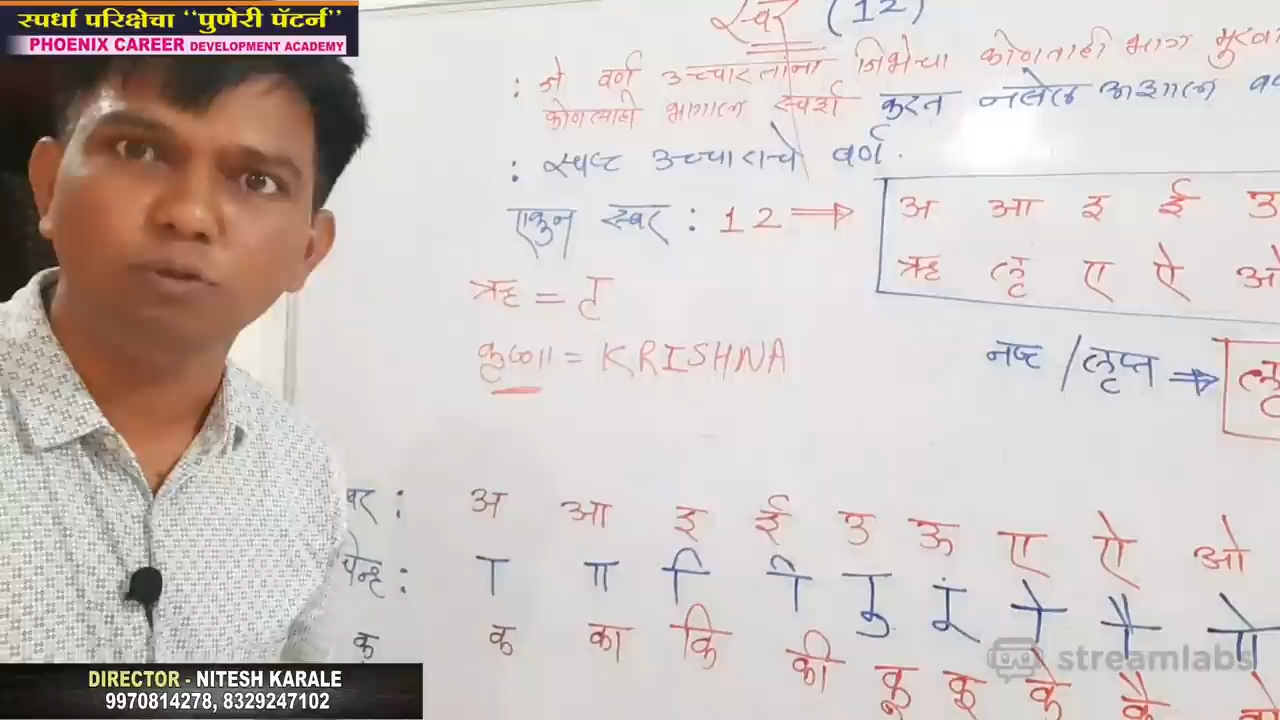 स्पर्धा परिक्षेचा “पुणेरी पॅटर्न”
PHOENIX CAREER DEVELOPMENT ACADEMY
स्वर (12)
: जे वर्ण उच्चारतांना जिभेचा कोणताही भाग मुखा
कोणत्याही भागाला स्पर्श करत नसेल अशाला
: स्पष्ट उच्चाराचे वर्ण.
एकुन स्वर : 12 ⇒ अ आ इ ई उ
ऋ लृ ए ऐ ओ
ऋ = ृ
कृष्णा = KRISHNA
नष्ट / लृप्त ⇒ लृ
वर : अ आ इ ई उ ऊ ए ऐ ओ
चिन्ह : ा ि ी ु ू े ै ो
क क का कि की कु कू के कै को
streamlabs
DIRECTOR - NITESH KARALE
9970814278, 8329247102